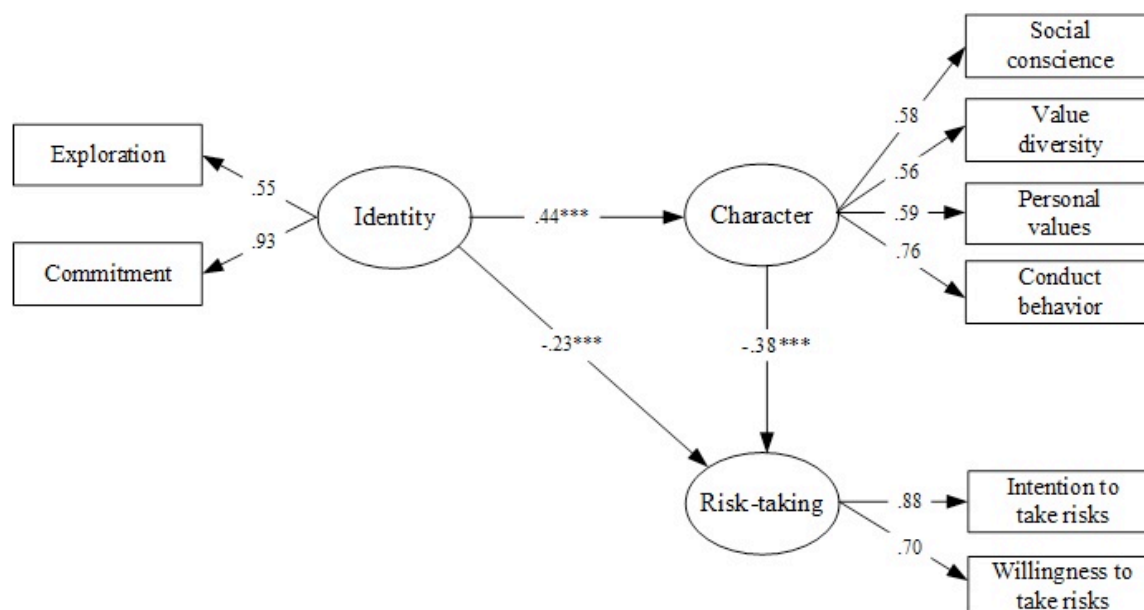 Social
conscience
Value
diversity
Personal
values
Conduct
behavior
.58
.56
.59
.76
Exploration
Commitment
.55
.93
Identity
.44***
Character
-.23***
-.38***
Risk-taking
.88
.70
Intention to
take risks
Willingness to
take risks